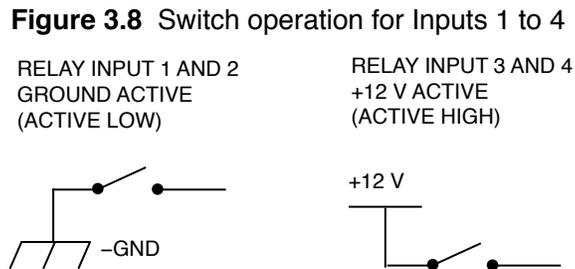 Figure 3.8 Switch operation for Inputs 1 to 4
RELAY INPUT 1 AND 2
GROUND ACTIVE
(ACTIVE LOW)
RELAY INPUT 3 AND 4
+12 V ACTIVE
(ACTIVE HIGH)
+12 V
–GND